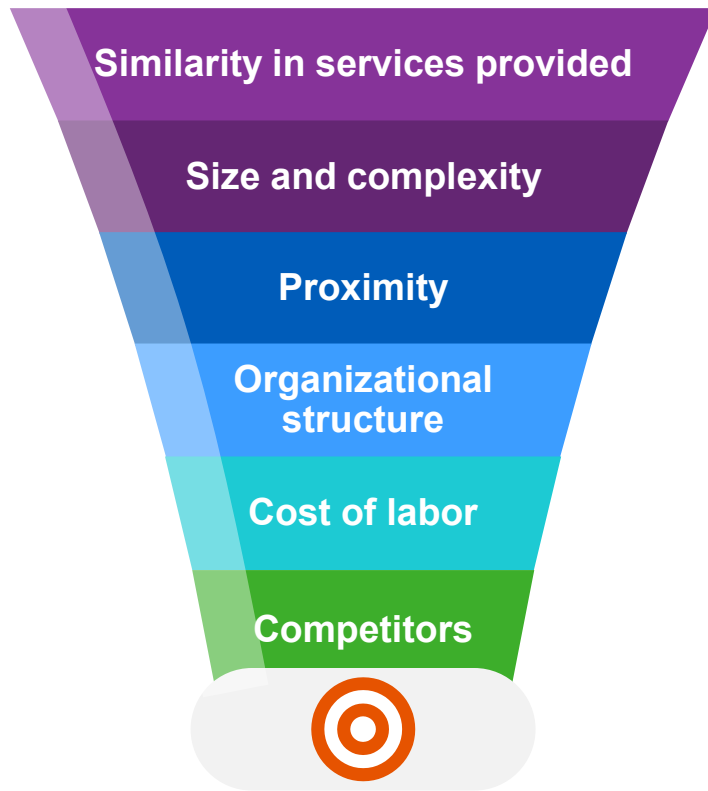 Similarity in services provided
Size and complexity
Proximity
Organizational
structure
Cost of labor
Competitors